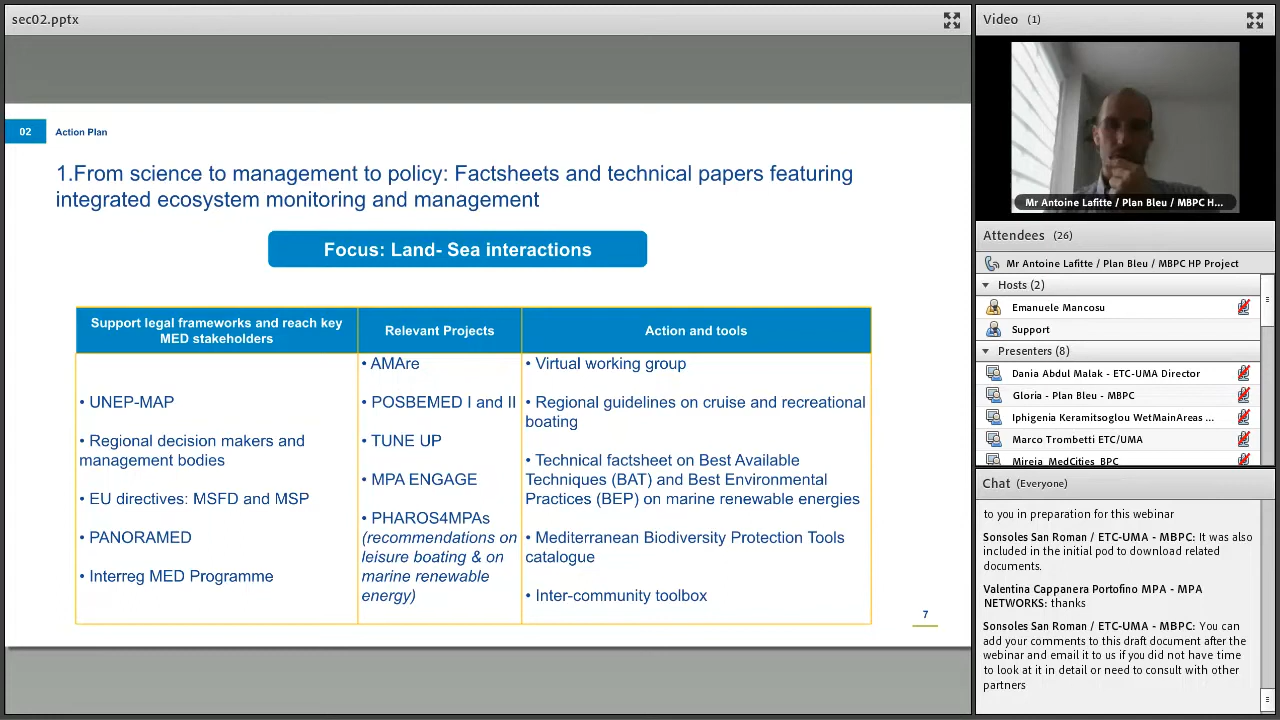 sec02.pptx
02
Action Plan
1.From science to management to policy: Factsheets and technical papers featuring
integrated ecosystem monitoring and management
Focus: Land- Sea interactions
Support legal frameworks and reach key
MED stakeholders
• UNEP-MAP
• Regional decision makers and
management bodies
• EU directives: MSFD and MSP
• PANORAMED
• Interreg MED Programme
Relevant Projects
• AMAre
• POSBEMED I and II
• TUNE UP
• MPA ENGAGE
• PHAROS4MPAs
(recommendations on
leisure boating & on
marine renewable
energy)
Action and tools
• Virtual working group
• Regional guidelines on cruise and recreational
boating
• Technical factsheet on Best Available
Techniques (BAT) and Best Environmental
Practices (BEP) on marine renewable energies
• Mediterranean Biodiversity Protection Tools
catalogue
• Inter-community toolbox
7
Video (1)
Mr Antoine Lafitte / Plan Bleu / MBPC H...
Attendees (26)
Mr Antoine Lafitte / Plan Bleu / MBPC HP Project
Hosts (2)
Emanuele Mancosu
Support
Presenters (8)
Dania Abdul Malak - ETC-UMA Director
Gloria - Plan Bleu - MBPC
Iphigenia Keramitsoglou WetMainAreas ...
Marco Trombetti ETC/UMA
Mireia MedCities BPC
Chat (Everyone)
to you in preparation for this webinar
Sonsoles San Roman / ETC-UMA - MBPC: It was also
included in the initial pod to download related
documents.
Valentina Cappanera Portofino MPA - MPA
NETWORKS: thanks
Sonsoles San Roman / ETC-UMA - MBPC: You can
add your comments to this draft document after the
webinar and email it to us if you did not have time
to look at it in detail or need to consult with other
partners